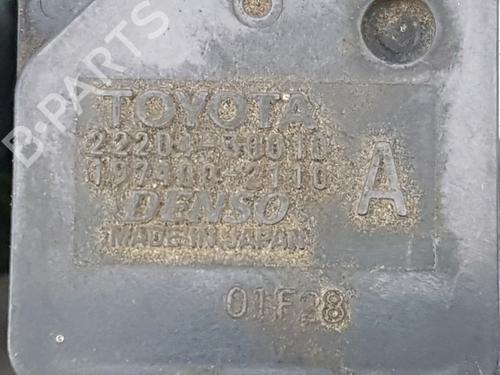 B-PARTS
TOYOTA
22204-30010
197400-2110
A
DENSO
MADE IN JAPAN
01F28